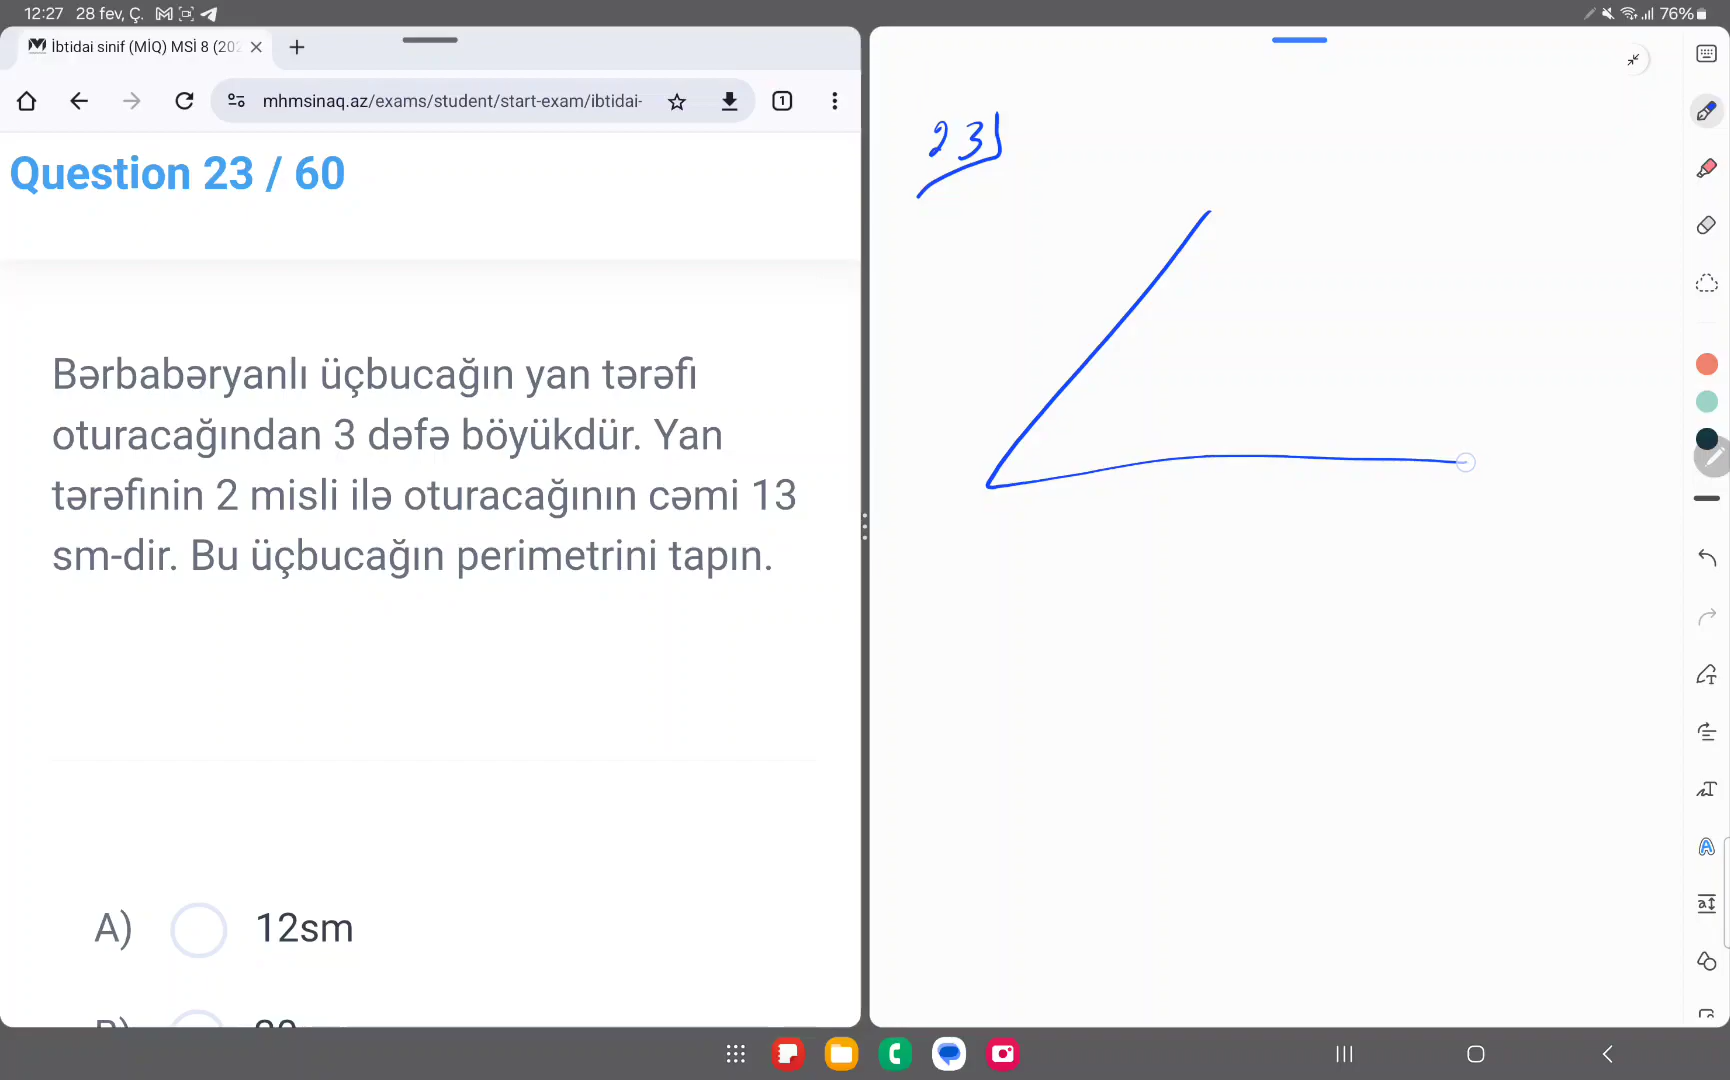 12:27 28 fev, Ç.
76%
İbtidai sinif (MİQ) MSİ 8 (202
mhmsinaq.az/exams/student/start-exam/ibtidai-
1
Question 23 / 60
Bərbabəryanlı üçbucağın yan tərəfi
oturacağından 3 dəfə böyükdür. Yan
tərəfinin 2 misli ilə oturacağının cəmi 13
sm-dir. Bu üçbucağın perimetrini tapın.
A) 12sm
23)